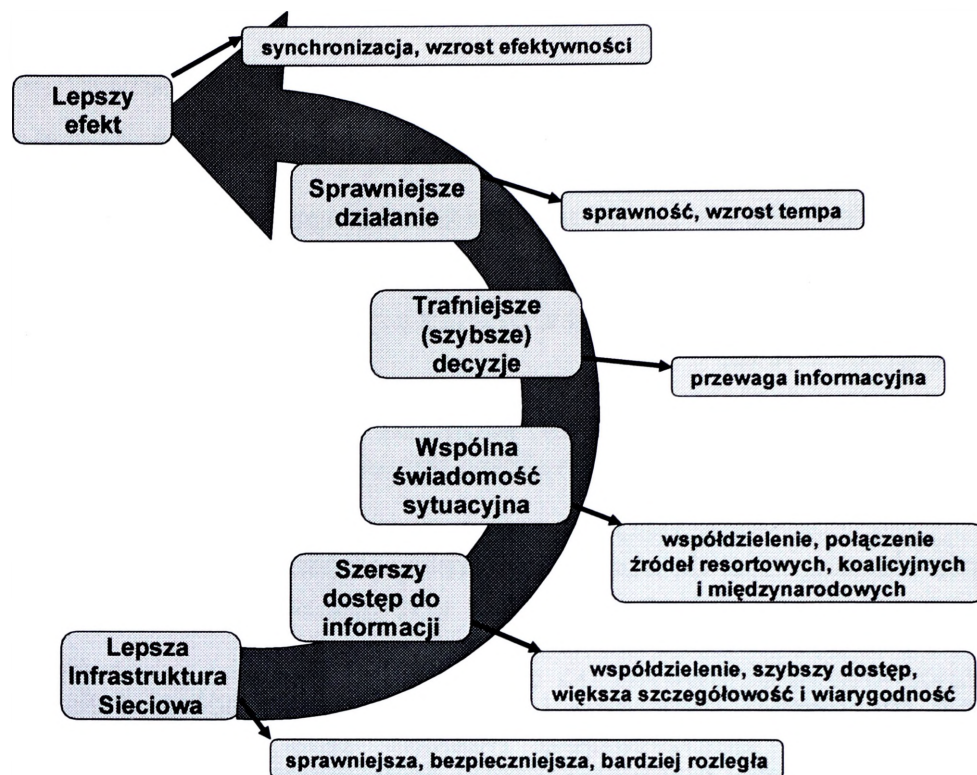 synchronizacja, wzrost efektywności
Lepszy
efekt
Sprawniejsze
działanie
sprawność, wzrost tempa
Trafniejsze
(szybsze)
decyzje
przewaga informacyjna
Wspólna
świadomość
sytuacyjna
współdzielenie, połączenie
źródeł resortowych, koalicyjnych
i międzynarodowych
Szerszy
dostęp do
informacji
współdzielenie, szybszy dostęp,
większa szczegółowość i wiarygodność
Lepsza
Infrastruktura
Sieciowa
sprawniejsza, bezpieczniejsza, bardziej rozległa